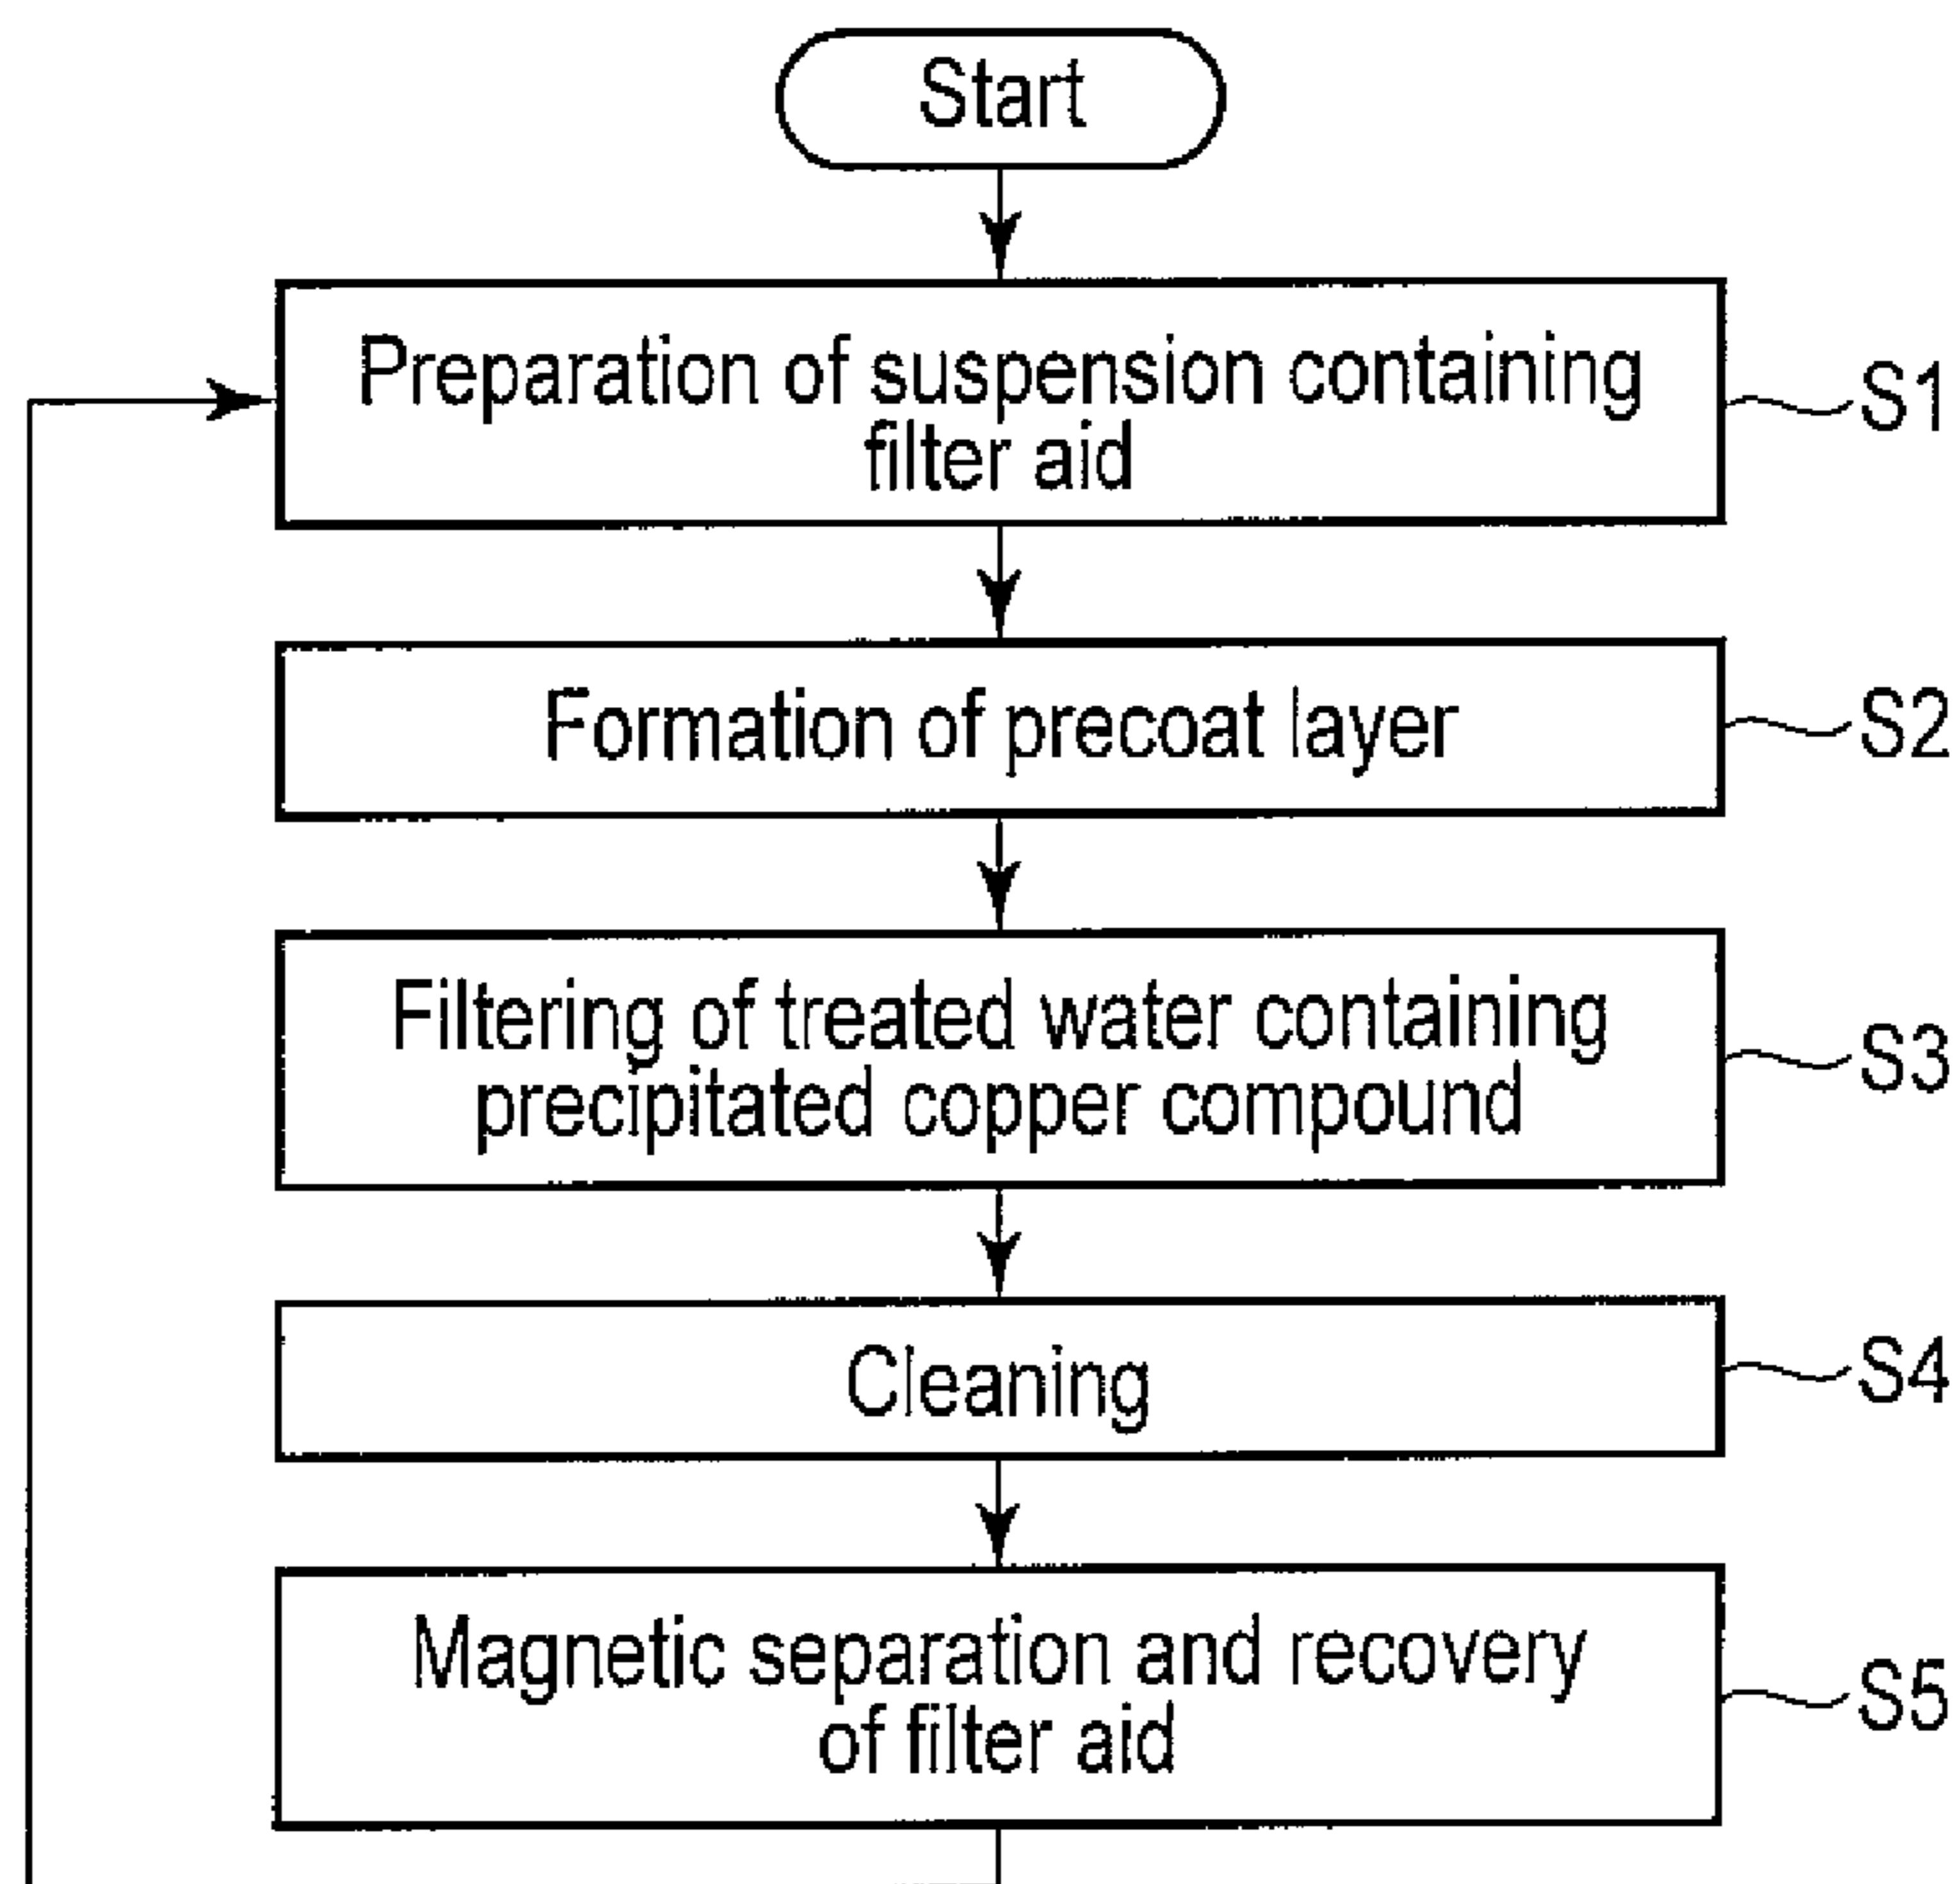 Start
Preparation of suspension containing
filter aid
S1
Formation of precoat layer
S2
Filtering of treated water containing
precipitated copper compound
S3
Cleaning
S4
Magnetic separation and recovery
of filter aid
S5